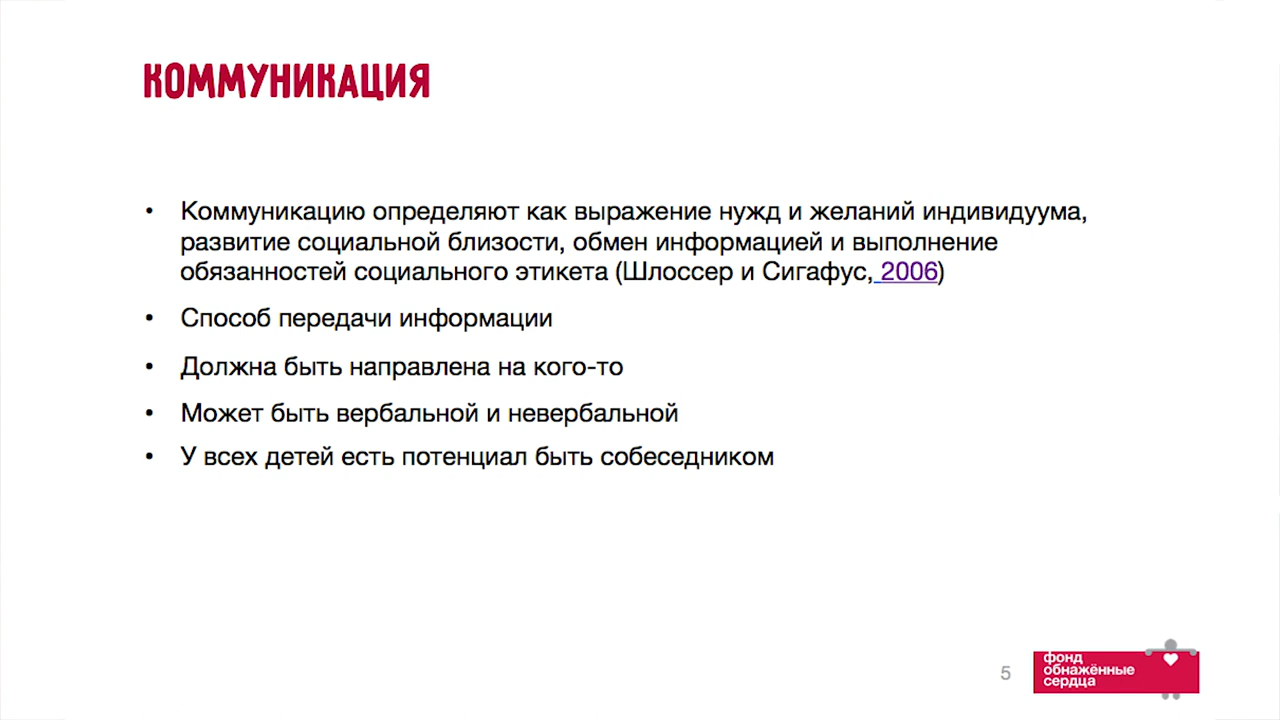 КОММУНИКАЦИЯ
• Коммуникацию определяют как выражение нужд и желаний индивидуума,
развитие социальной близости, обмен информацией и выполнение
обязанностей социального этикета (Шлоссер и Сигафус, 2006)
• Способ передачи информации
• Должна быть направлена на кого-то
• Может быть вербальной и невербальной
• У всех детей есть потенциал быть собеседником
5
фонд
обнажённые
сердца